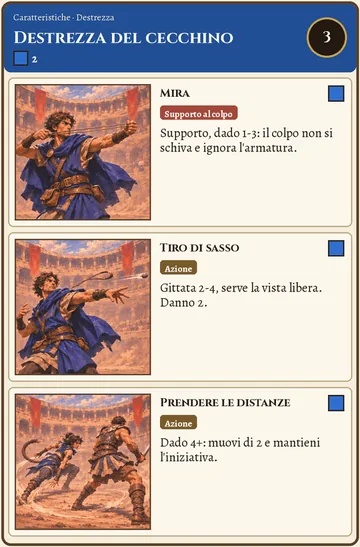 Caratteristiche · Destrezza
Destrezza del cecchino
3
2
Mira
Supporto al colpo
Supporto, dado 1-3: il colpo non si
schiva e ignora l'armatura.
Tiro di sasso
Azione
Gittata 2-4, serve la vista libera.
Danno 2.
Prendere le distanze
Azione
Dado 4+: muovi di 2 e mantieni
l'iniziativa.